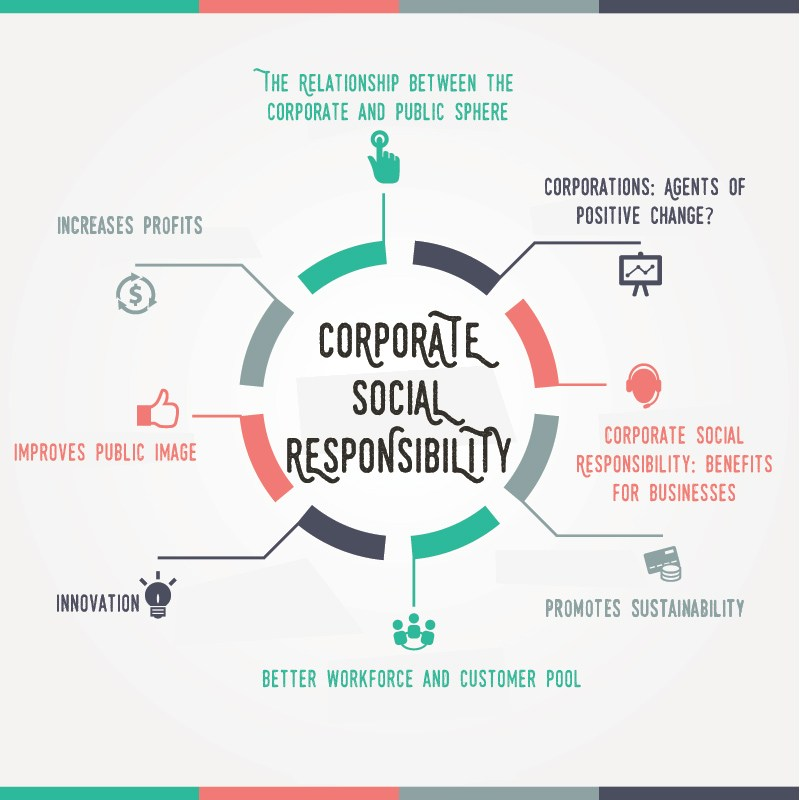 THE RELATIONSHIP BETWEEN THE
CORPORATE AND PUBLIC SPHERE
CORPORATIONS: AGENTS OF
POSITIVE CHANGE?
INCREASES PROFITS
$
CORPORATE
SOCIAL
RESPONSIBILITY
CORPORATE SOCIAL
RESPONSIBILITY: BENEFITS
FOR BUSINESSES
IMPROVES PUBLIC IMAGE
INNOVATION
PROMOTES SUSTAINABILITY
BETTER WORKFORCE AND CUSTOMER POOL